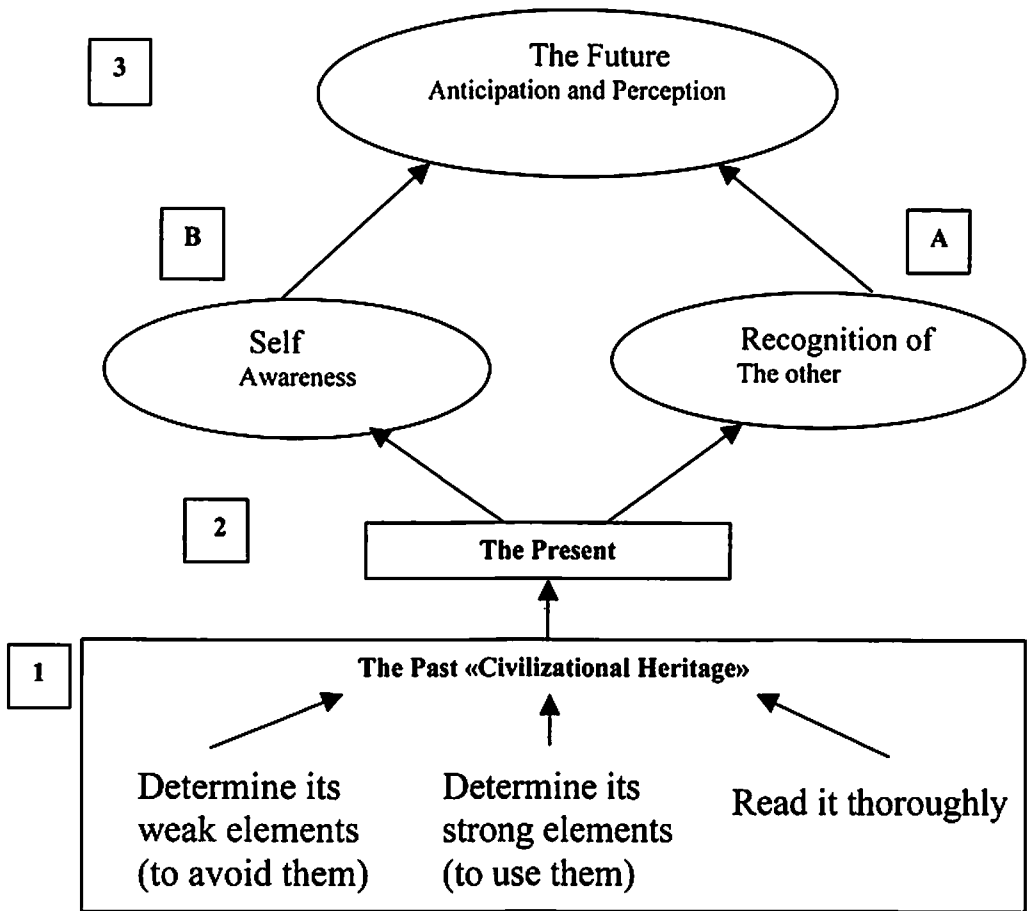 3
The Future
Anticipation and Perception
B
A
Self
Awareness
Recognition of
The other
2
The Present
1
The Past «Civilizational Heritage»
Determine its
weak elements
(to avoid them)
Determine its
strong elements
(to use them)
Read it thoroughly